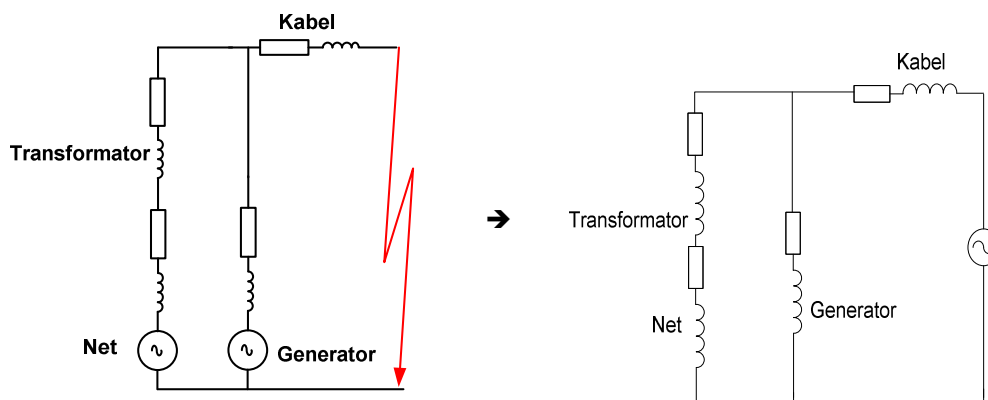 Kabel
Transformator
Net
Generator
Kabel
Transformator
Net
Generator